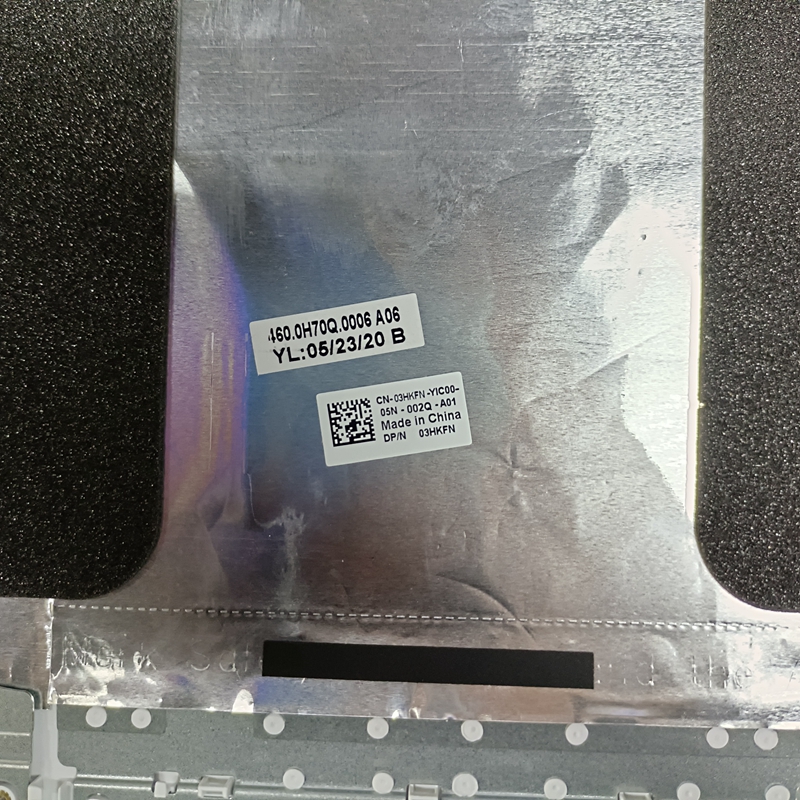 460.0H70Q.0006 A06
YL:05/23/20 B
CN-03HKFN-YIC00-
05N-002Q-A01
Made in China
DP/N 03HKFN